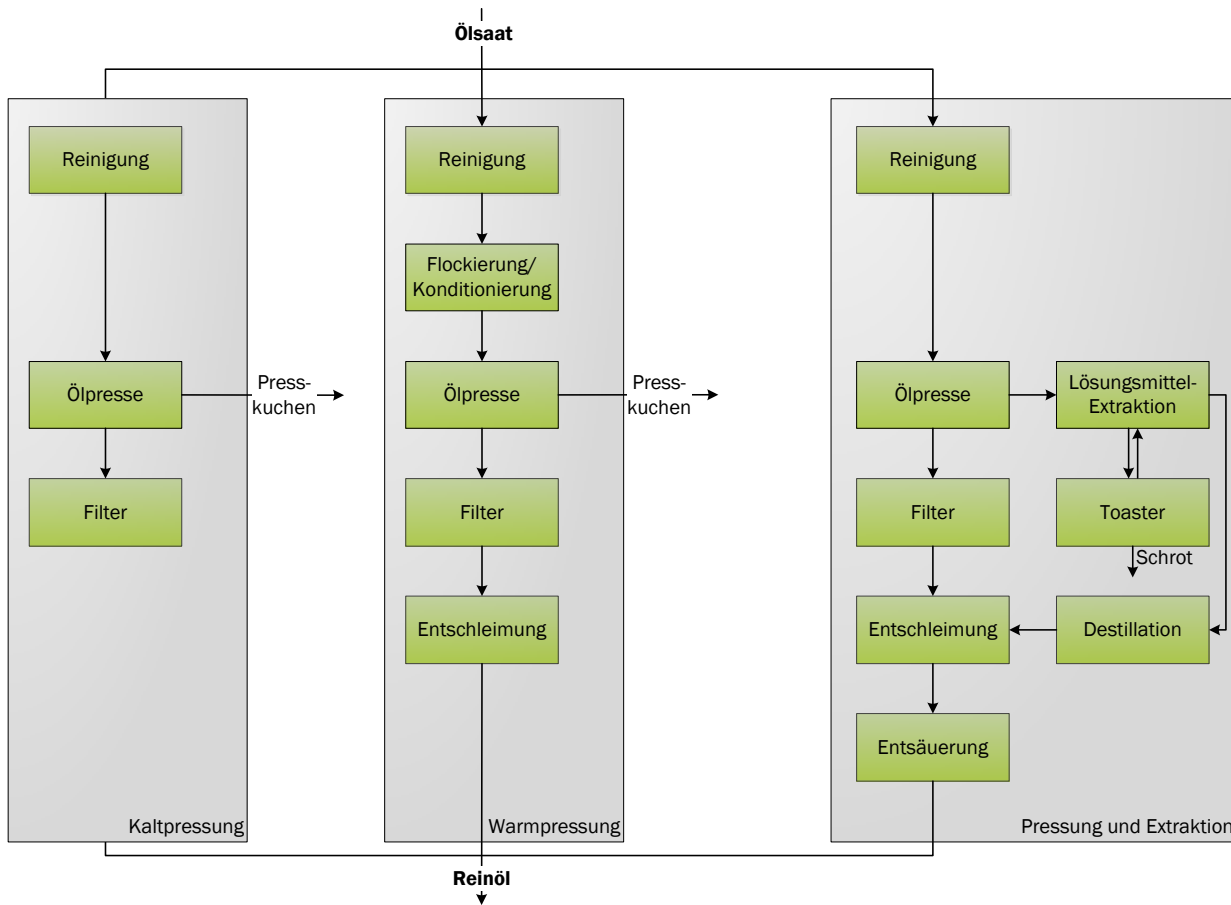 Ölsaat
Reinigung
Ölpresse
Press-
kuchen
Filter
Kaltpressung
Reinigung
Flockierung/
Konditionierung
Ölpresse
Press-
kuchen
Filter
Entschleimung
Warmpressung
Reinigung
Ölpresse
Lösungsmittel-
Extraktion
Filter
Toaster
Schrot
Entschleimung
Destillation
Entsäuerung
Pressung und Extraktion
Reinöl